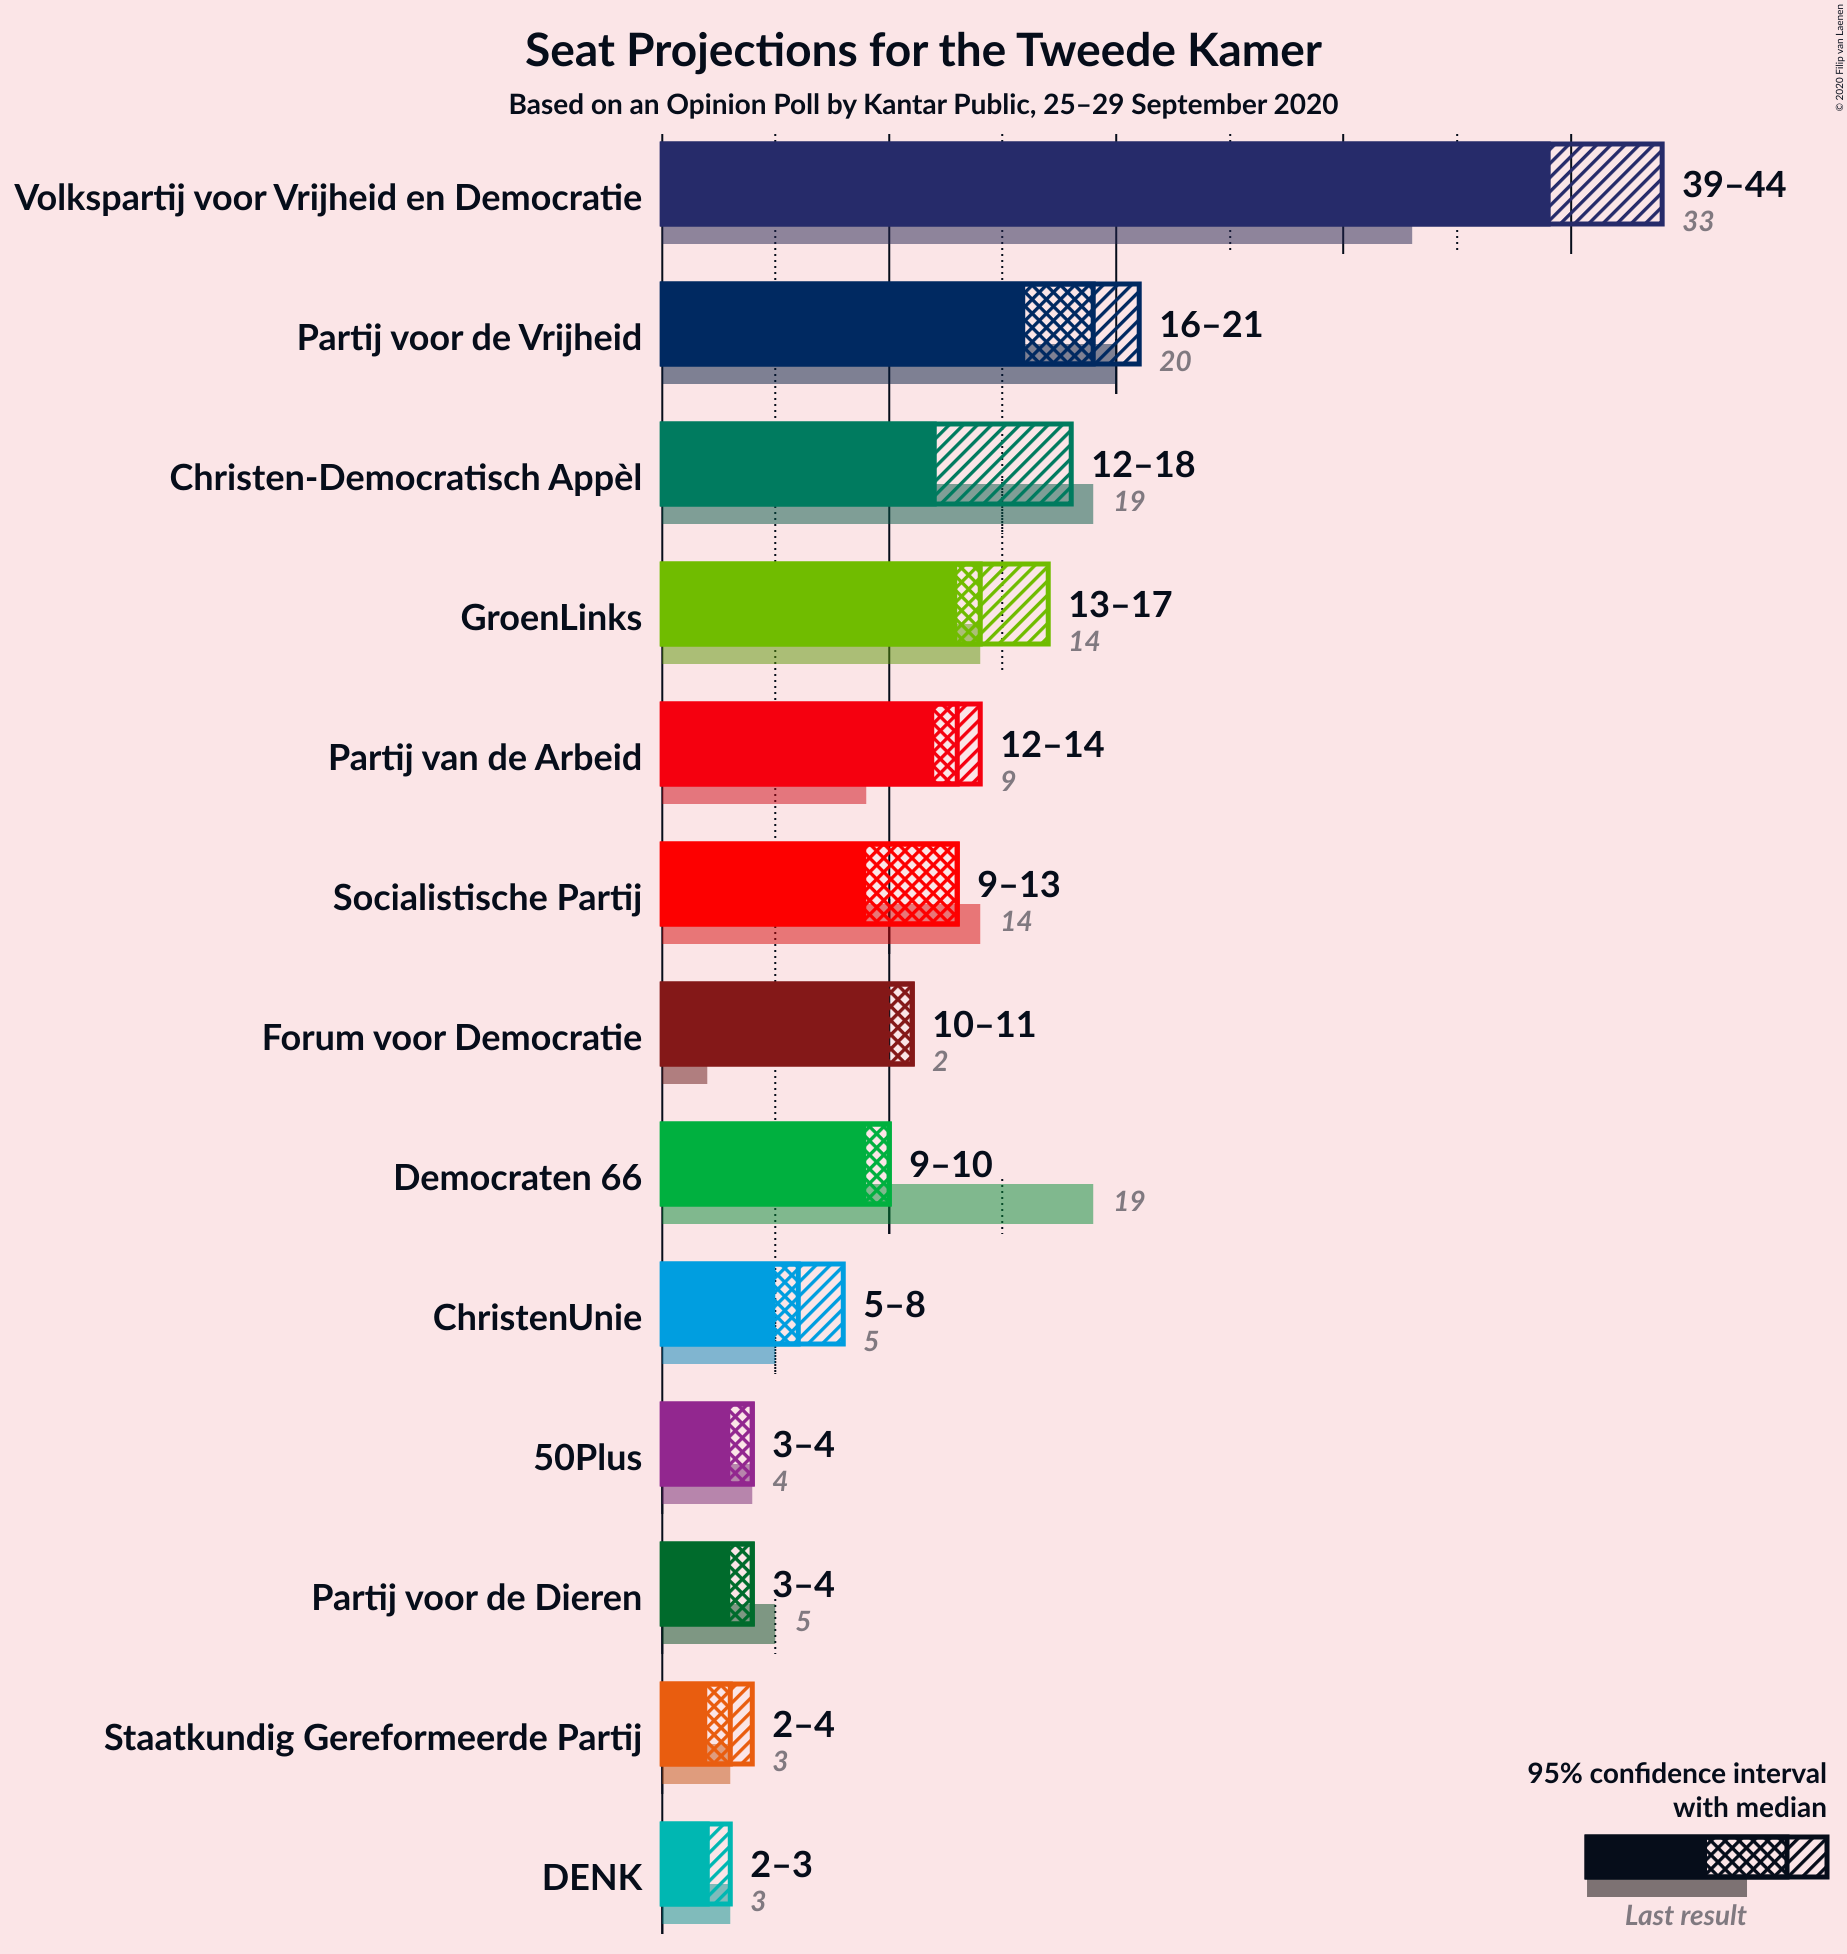 Seat Projections for the Tweede Kamer
Based on an Opinion Poll by Kantar Public, 25–29 September 2020
© 2020 Filip van Laenen
Volkspartij voor Vrijheid en Democratie
39–44
33
Partij voor de Vrijheid
16–21
20
Christen-Democratisch Appèl
12–18
19
GroenLinks
13–17
14
Partij van de Arbeid
12–14
9
Socialistische Partij
9–13
14
Forum voor Democratie
10–11
2
Democraten 66
9–10
19
ChristenUnie
5–8
5
50Plus
3–4
4
Partij voor de Dieren
3–4
5
Staatkundig Gereformeerde Partij
2–4
3
DENK
2–3
3
95% confidence interval
with median
Last result